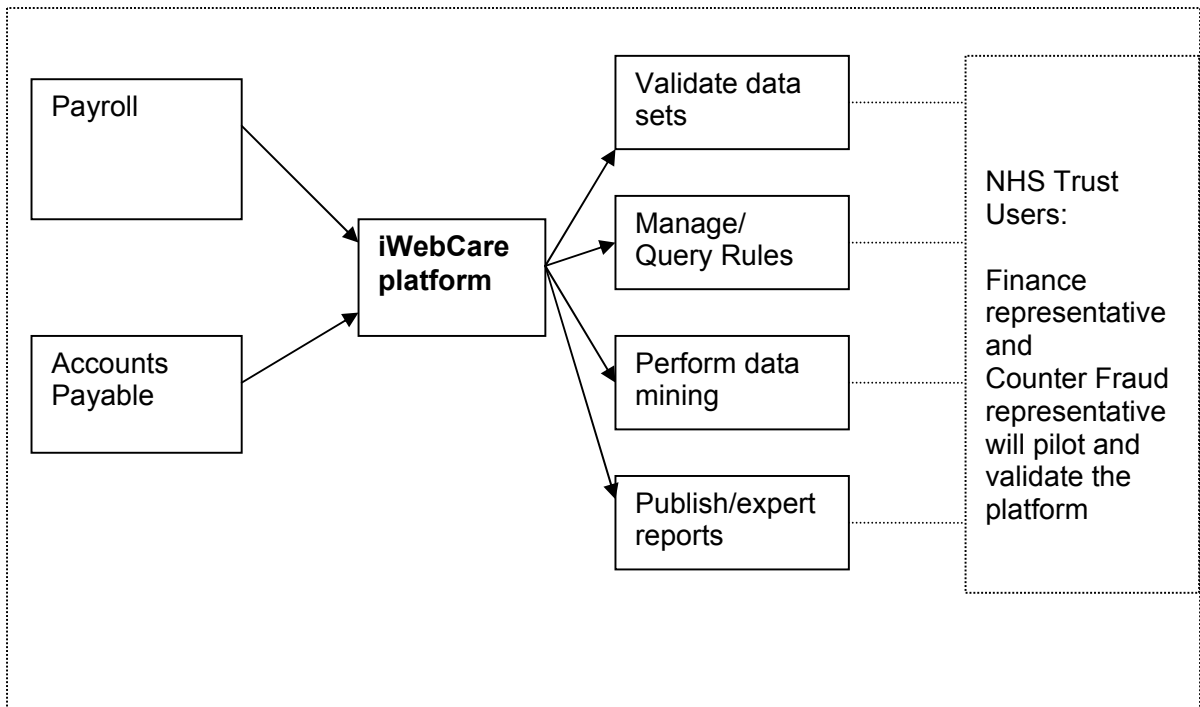 Payroll
Accounts
Payable
iWebCare
platform
Validate data
sets
Manage/
Query Rules
Perform data
mining
Publish/expert
reports
NHS Trust
Users:
Finance
representative
and
Counter Fraud
representative
will pilot and
validate the
platform